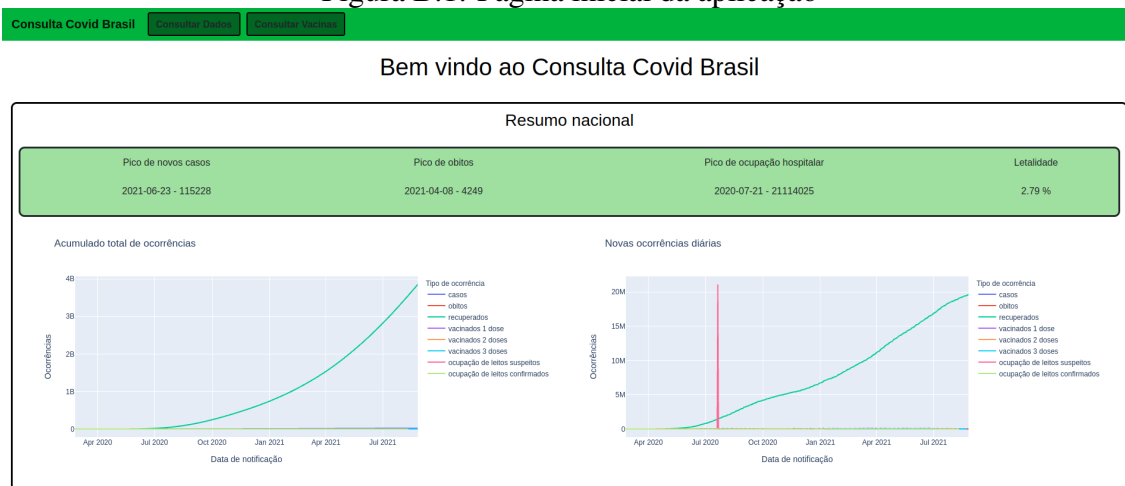 Figura B.1: Página inicial da aplicação
Consulta Covid Brasil Consultar Dados Consultar Vacinas
Bem vindo ao Consulta Covid Brasil
Resumo nacional
Pico de novos casos Pico de obitos Pico de ocupação hospitalar Letalidade
2021-06-23 - 115228 2021-04-08 - 4249 2020-07-21 - 21114025 2.79 %
Acumulado total de ocorrências
4B
3B
2B
1B
0
Ocorrências
Apr 2020 Jul 2020 Oct 2020 Jan 2021 Apr 2021 Jul 2021
Data de notificação
Tipo de ocorrência
casos
obitos
recuperados
vacinados 1 dose
vacinados 2 doses
vacinados 3 doses
ocupação de leitos suspeitos
ocupação de leitos confirmados
Novas ocorrências diárias
20M
15M
10M
5M
0
Ocorrências
Apr 2020 Jul 2020 Oct 2020 Jan 2021 Apr 2021 Jul 2021
Data de notificação
Tipo de ocorrência
casos
obitos
recuperados
vacinados 1 dose
vacinados 2 doses
vacinados 3 doses
ocupação de leitos suspeitos
ocupação de leitos confirmados